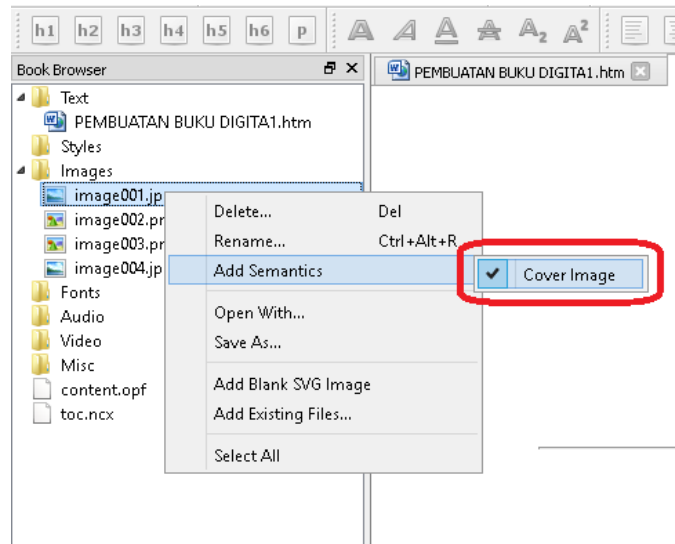 h1 h2 h3 h4 h5 h6 p A A A A A₂ A²
Book Browser
PEMBUATAN BUKU DIGITA1.htm
Text
PEMBUATAN BUKU DIGITA1.htm
Styles
Images
image001.jp
image002.pr
image003.pr
image004.jp
Fonts
Audio
Video
Misc
content.opf
toc.ncx
Delete... Del
Rename... Ctrl+Alt+R
Add Semantics
Cover Image
Open With...
Save As...
Add Blank SVG Image
Add Existing Files...
Select All